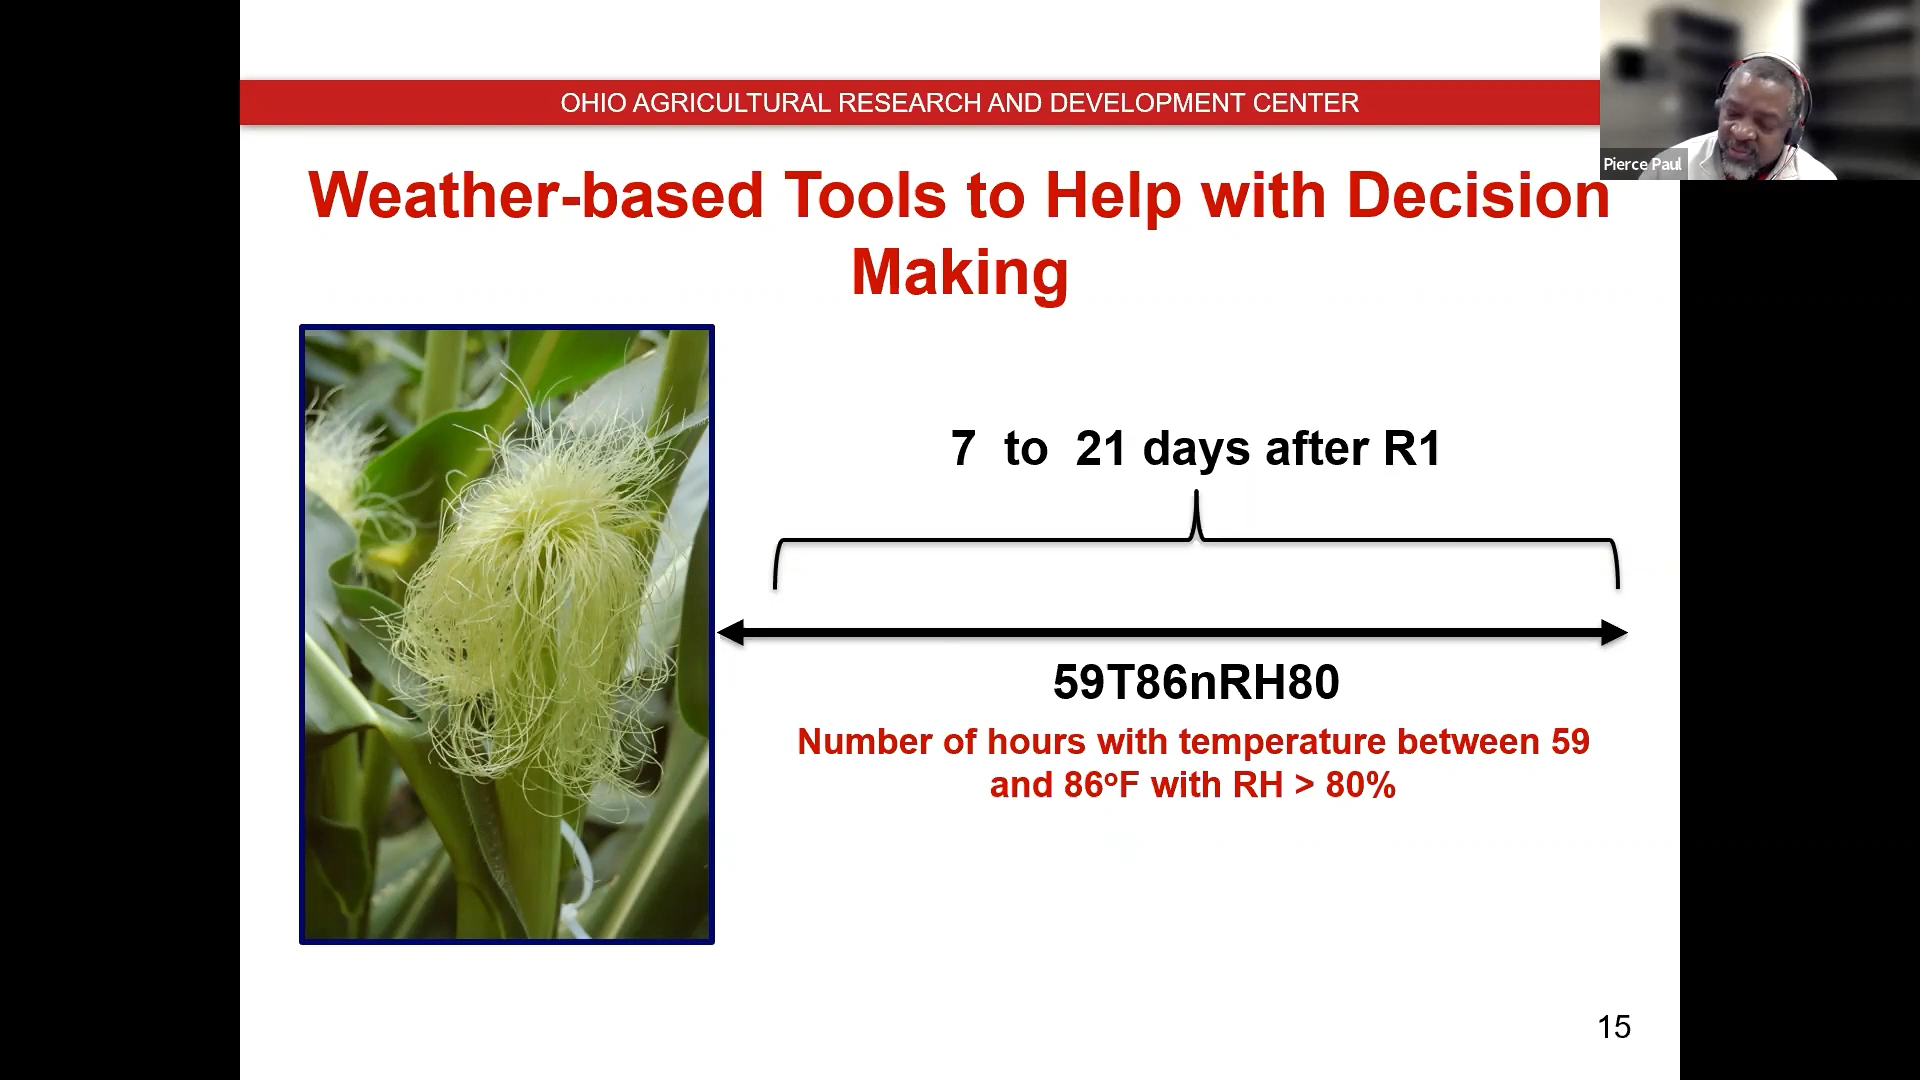 OHIO AGRICULTURAL RESEARCH AND DEVELOPMENT CENTER
Pierce Paul
Weather-based Tools to Help with Decision
Making
7 to 21 days after R1
59T86nRH80
Number of hours with temperature between 59
and 86ºF with RH > 80%
15